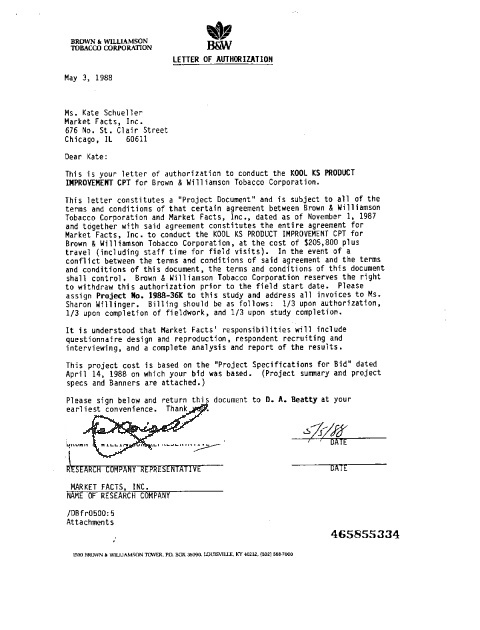 BROWN & WILLIAMSON
TOBACCO CORPORATION
B&W
LETTER OF AUTHORIZATION
May 3, 1988
Ms. Kate Schueller
Market Facts, Inc.
676 No. St. Clair Street
Chicago, IL 60611
Dear Kate:
This is your letter of authorization to conduct the KOOL KS PRODUCT
IMPROVEMENT CPT for Brown & Williamson Tobacco Corporation.
This letter constitutes a "Project Document" and is subject to all of the
terms and conditions of that certain agreement between Brown & Williamson
Tobacco Corporation and Market Facts, Inc., dated as of November 1, 1987
and together with said agreement constitutes the entire agreement for
Market Facts, Inc. to conduct the KOOL KS PRODUCT IMPROVEMENT CPT for
Brown & Williamson Tobacco Corporation, at the cost of $205,800 plus
travel (including staff time for field visits). In the event of a
conflict between the terms and conditions of said agreement and the terms
and conditions of this document, the terms and conditions of this document
shall control. Brown & Williamson Tobacco Corporation reserves the right
to withdraw this authorization prior to the field start date. Please
assign Project No. 1988-36K to this study and address all invoices to Ms.
Sharon Willinger. Billing should be as follows: 1/3 upon authorization,
1/3 upon completion of fieldwork, and 1/3 upon study completion.
It is understood that Market Facts' responsibilities will include
questionnaire design and reproduction, respondent recruiting and
interviewing, and a complete analysis and report of the results.
This project cost is based on the "Project Specifications for Bid" dated
April 14, 1988 on which your bid was based. (Project summary and project
specs and Banners are attached.)
Please sign below and return this document to D. A. Beatty at your
earliest convenience. Thank you.
5/5/88
BROWN & WILLIAMSON REPRESENTATIVE DATE
RESEARCH COMPANY REPRESENTATIVE DATE
MARKET FACTS, INC.
NAME OF RESEARCH COMPANY
/DBfr0500:5
Attachments
465855334
1500 BROWN & WILLIAMSON TOWER, P.O. BOX 35090, LOUISVILLE, KY 40232, (502) 568-7000